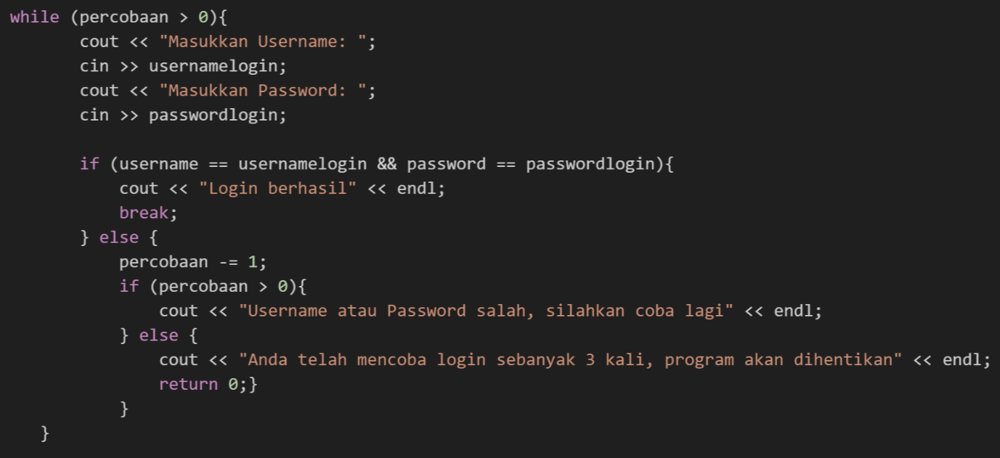 while (percobaan > 0){
cout << "Masukkan Username: ";
cin >> usernamelogin;
cout << "Masukkan Password: ";
cin >> passwordlogin;
if (username == usernamelogin && password == passwordlogin){
cout << "Login berhasil" << endl;
break;
} else {
percobaan -= 1;
if (percobaan > 0){
cout << "Username atau Password salah, silahkan coba lagi" << endl;
} else {
cout << "Anda telah mencoba login sebanyak 3 kali, program akan dihentikan" << endl;
return 0;}
}
}